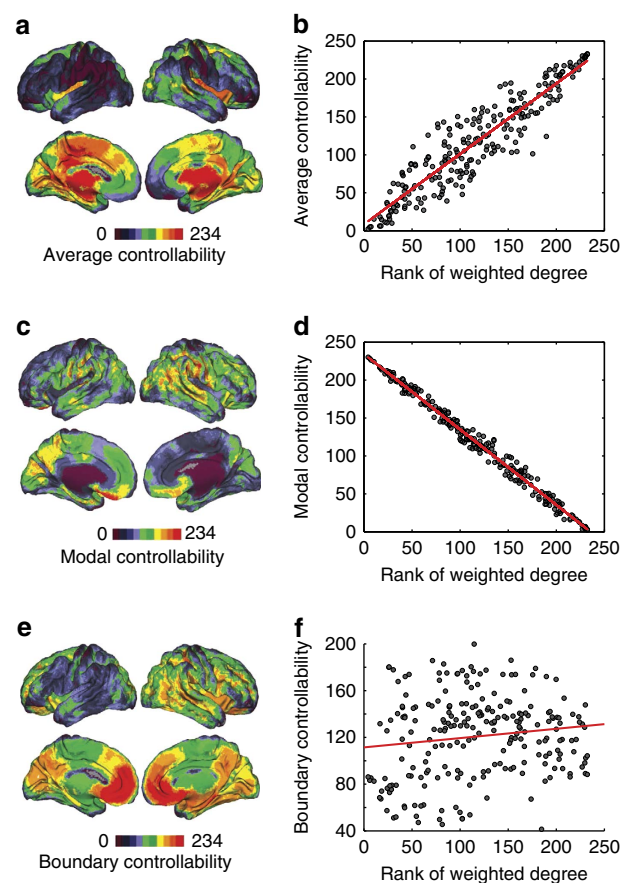 a
0 234
Average controllability
b
Average controllability
250
200
150
100
50
0
0 50 100 150 200 250
Rank of weighted degree
c
0 234
Modal controllability
d
Modal controllability
250
200
150
100
50
0
0 50 100 150 200 250
Rank of weighted degree
e
0 234
Boundary controllability
f
Boundary controllability
200
160
120
80
40
0 50 100 150 200 250
Rank of weighted degree